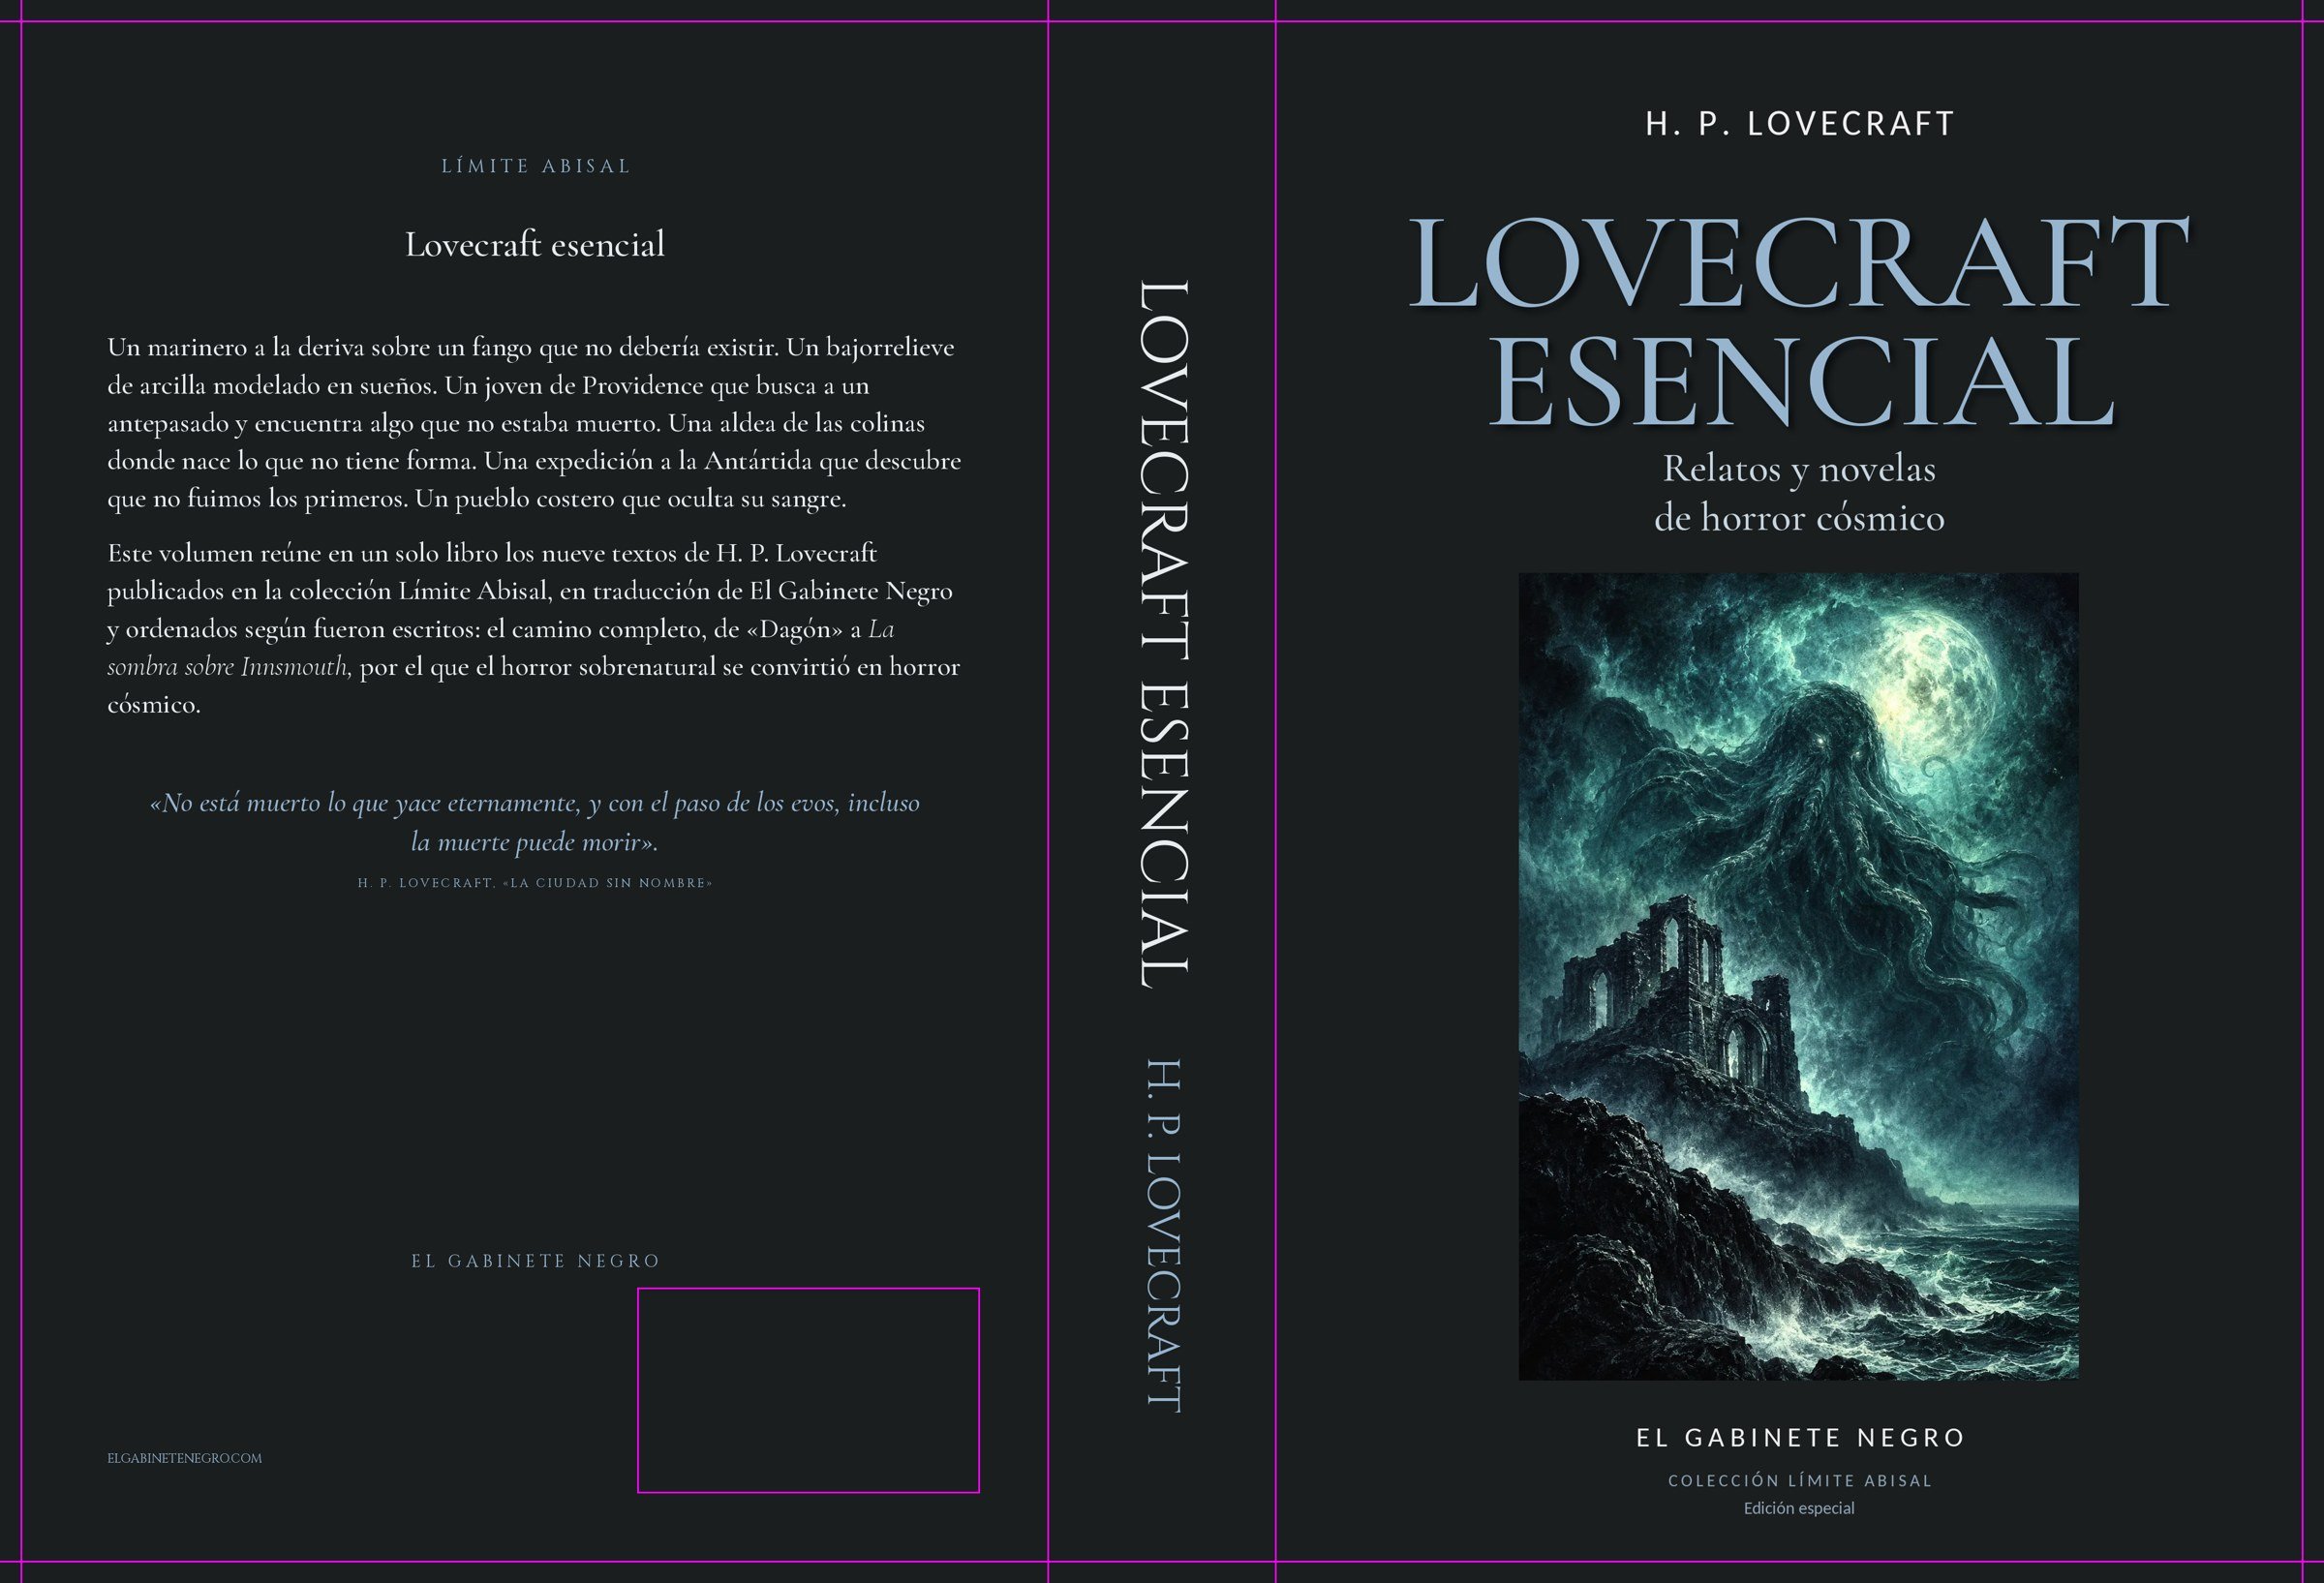 LÍMITE ABISAL
Lovecraft esencial
Un marinero a la deriva sobre un fango que no debería existir. Un bajorrelieve
de arcilla modelado en sueños. Un joven de Providence que busca a un
antepasado y encuentra algo que no estaba muerto. Una aldea de las colinas
donde nace lo que no tiene forma. Una expedición a la Antártida que descubre
que no fuimos los primeros. Un pueblo costero que oculta su sangre.
Este volumen reúne en un solo libro los nueve textos de H. P. Lovecraft
publicados en la colección Límite Abisal, en traducción de El Gabinete Negro
y ordenados según fueron escritos: el camino completo, de «Dagón» a La
sombra sobre Innsmouth, por el que el horror sobrenatural se convirtió en horror
cósmico.
«No está muerto lo que yace eternamente, y con el paso de los evos, incluso
la muerte puede morir».
H. P. LOVECRAFT, «LA CIUDAD SIN NOMBRE»
EL GABINETE NEGRO
ELGABINETENEGRO.COM
LOVECRAFT ESENCIAL
H. P. LOVECRAFT
H. P. LOVECRAFT
LOVECRAFT
ESENCIAL
Relatos y novelas
de horror cósmico
EL GABINETE NEGRO
COLECCIÓN LÍMITE ABISAL
Edición especial